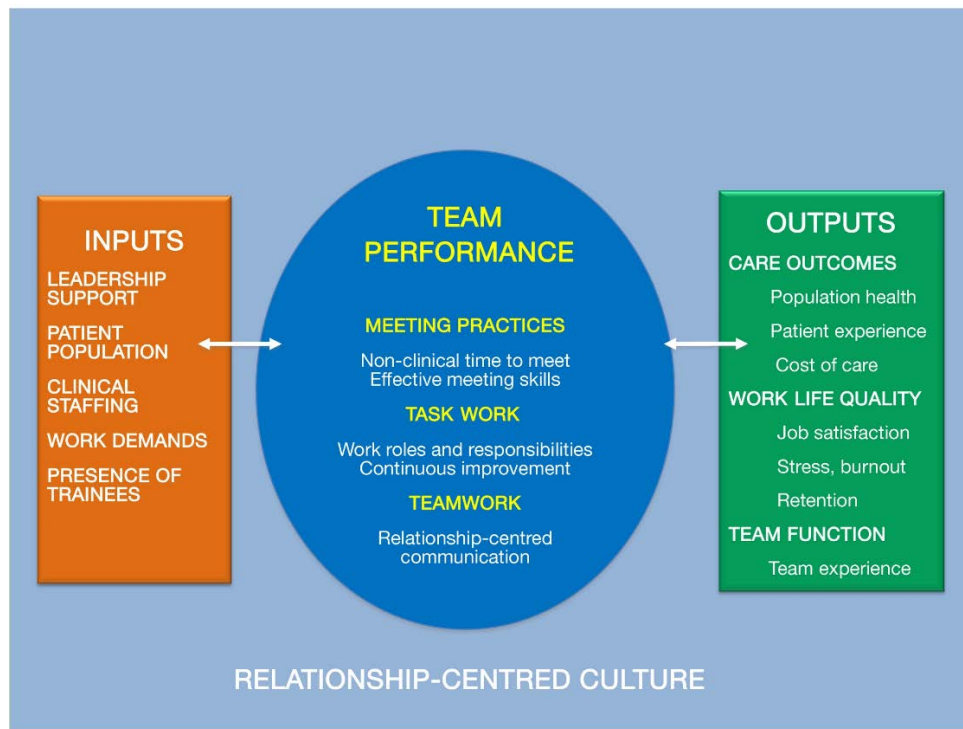 INPUTS
LEADERSHIP
SUPPORT
PATIENT
POPULATION
CLINICAL
STAFFING
WORK DEMANDS
PRESENCE OF
TRAINEES
TEAM
PERFORMANCE
MEETING PRACTICES
Non-clinical time to meet
Effective meeting skills
TASK WORK
Work roles and responsibilities
Continuous improvement
TEAMWORK
Relationship-centred
communication
OUTPUTS
CARE OUTCOMES
Population health
Patient experience
Cost of care
WORK LIFE QUALITY
Job satisfaction
Stress, burnout
Retention
TEAM FUNCTION
Team experience
RELATIONSHIP-CENTRED CULTURE